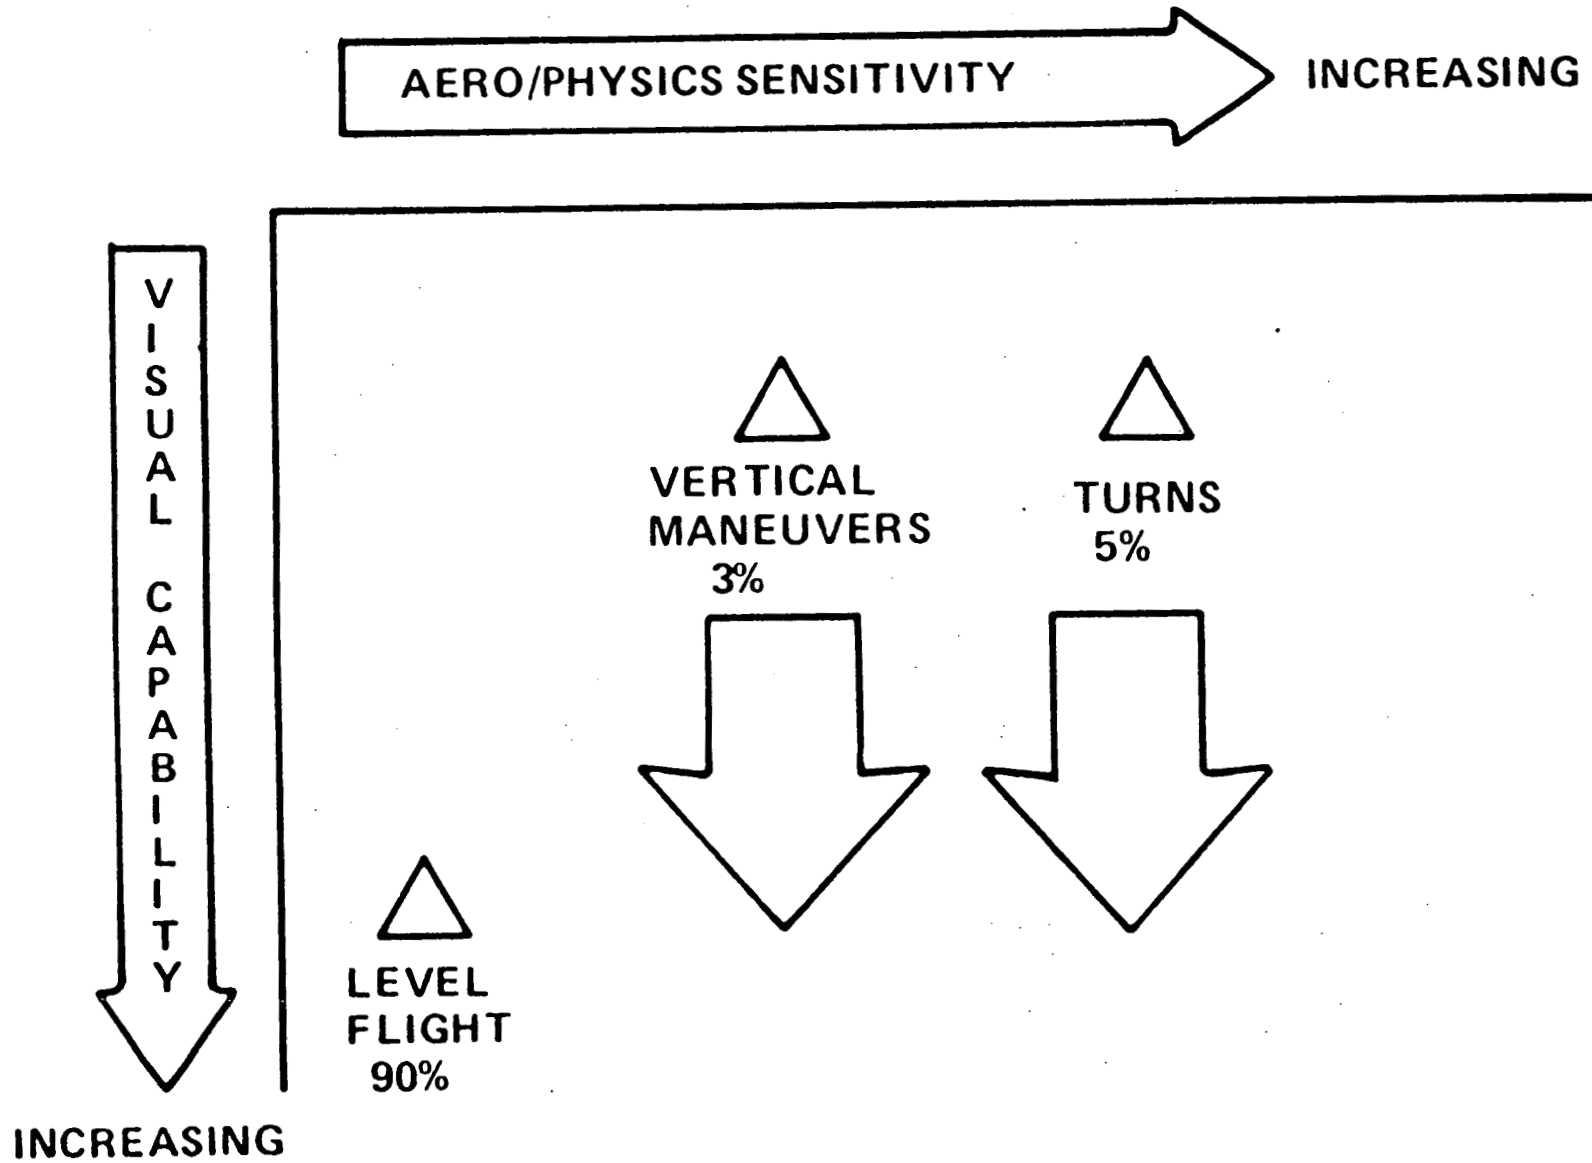 AERO/PHYSICS SENSITIVITY
INCREASING
VISUAL CAPABILITY
INCREASING
VERTICAL
MANEUVERS
3%
TURNS
5%
LEVEL
FLIGHT
90%